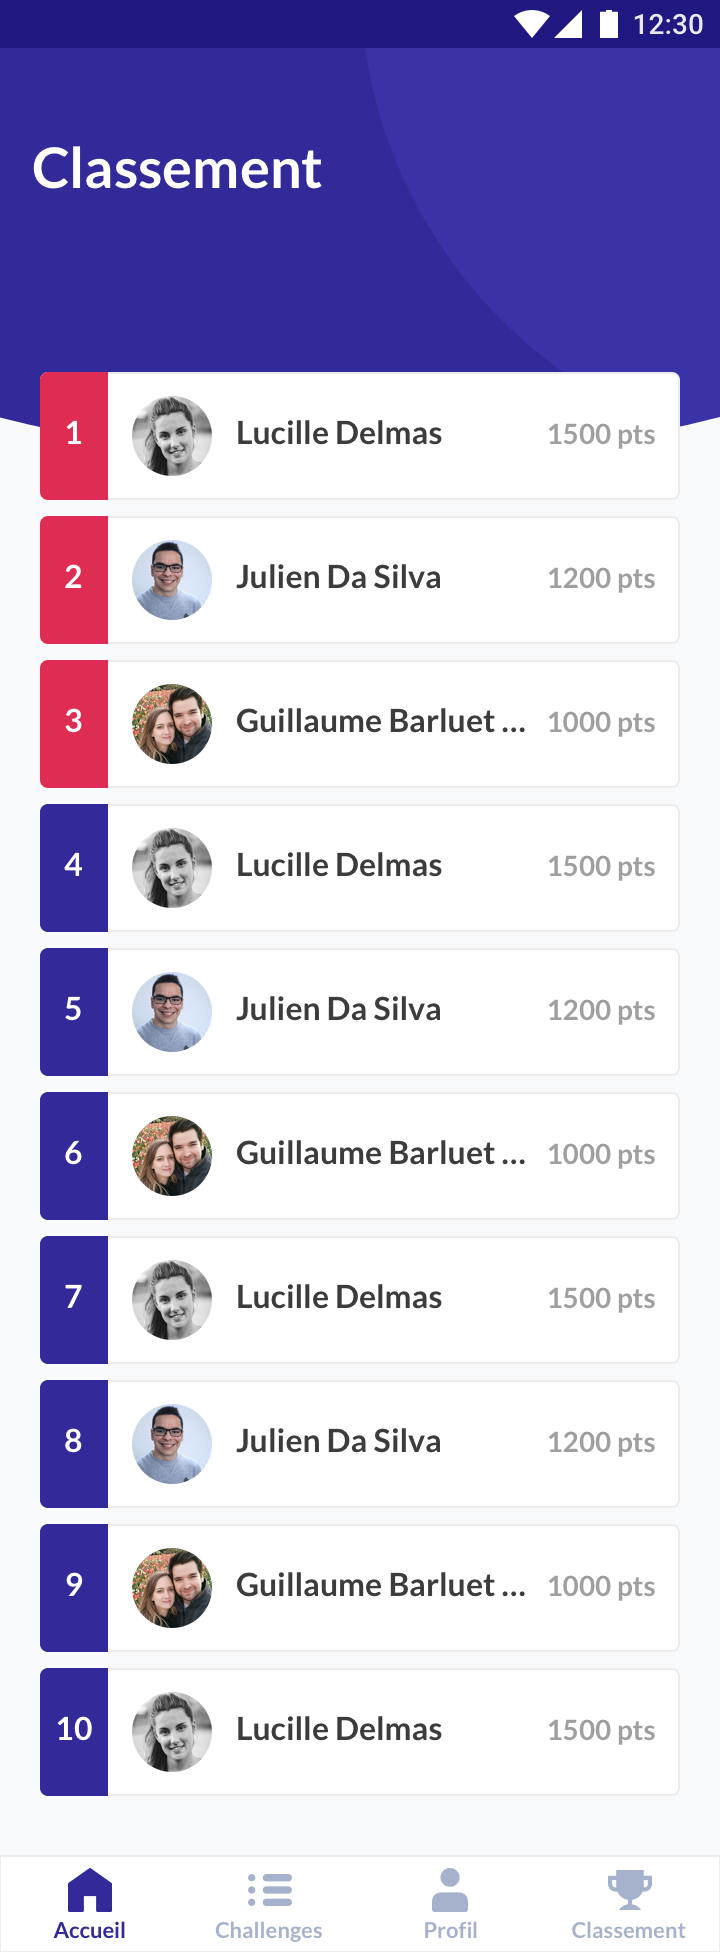 12:30
Classement
1 Lucille Delmas 1500 pts
2 Julien Da Silva 1200 pts
3 Guillaume Barluet ... 1000 pts
4 Lucille Delmas 1500 pts
5 Julien Da Silva 1200 pts
6 Guillaume Barluet ... 1000 pts
7 Lucille Delmas 1500 pts
8 Julien Da Silva 1200 pts
9 Guillaume Barluet ... 1000 pts
10 Lucille Delmas 1500 pts
Accueil Challenges Profil Classement